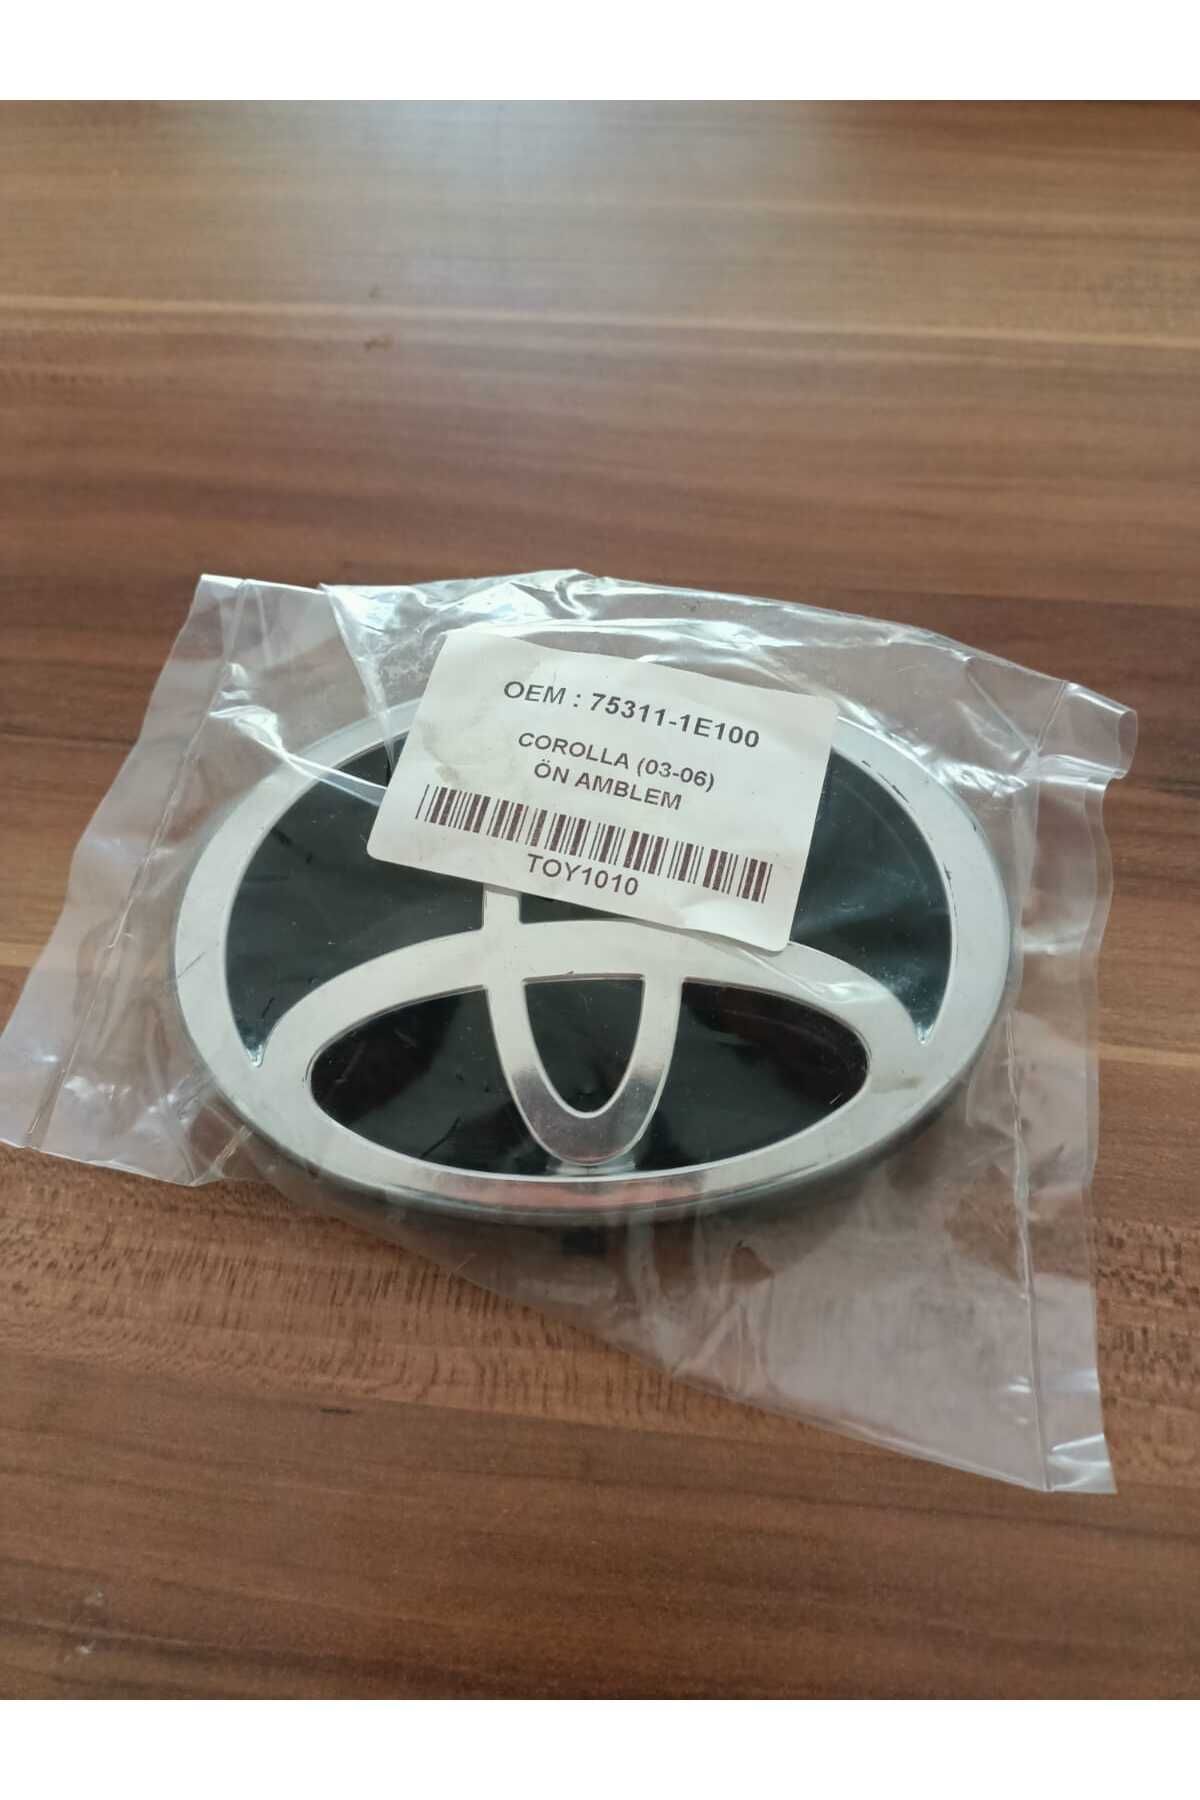 OEM : 75311-1E100
COROLLA (03-06)
ÖN AMBLEM
TOY1010